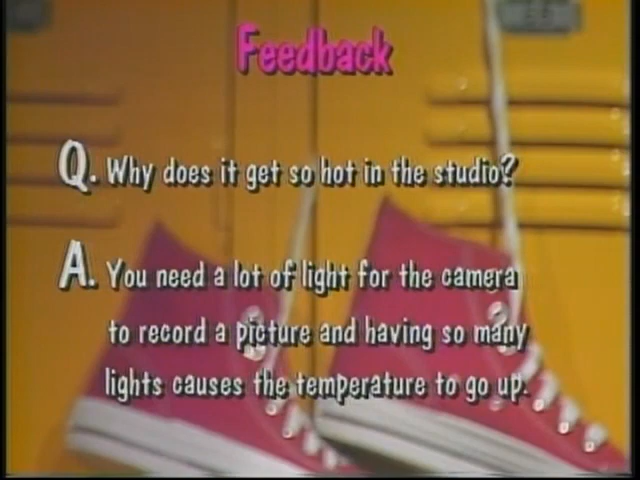 Feedback
Q. Why does it get so hot in the studio?
A. You need a lot of light for the camera
to record a picture and having so many
lights causes the temperature to go up.